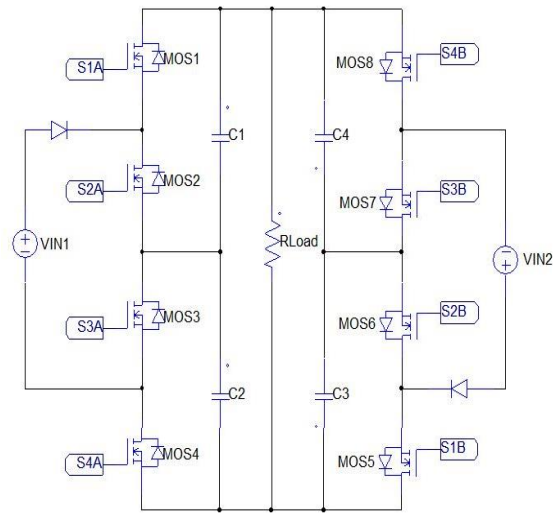 S1A
MOS1
MOS8
S4B
C1
C4
S2A
MOS2
MOS7
S3B
VIN1
RLoad
VIN2
S3A
MOS3
MOS6
S2B
C2
C3
S4A
MOS4
MOS5
S1B